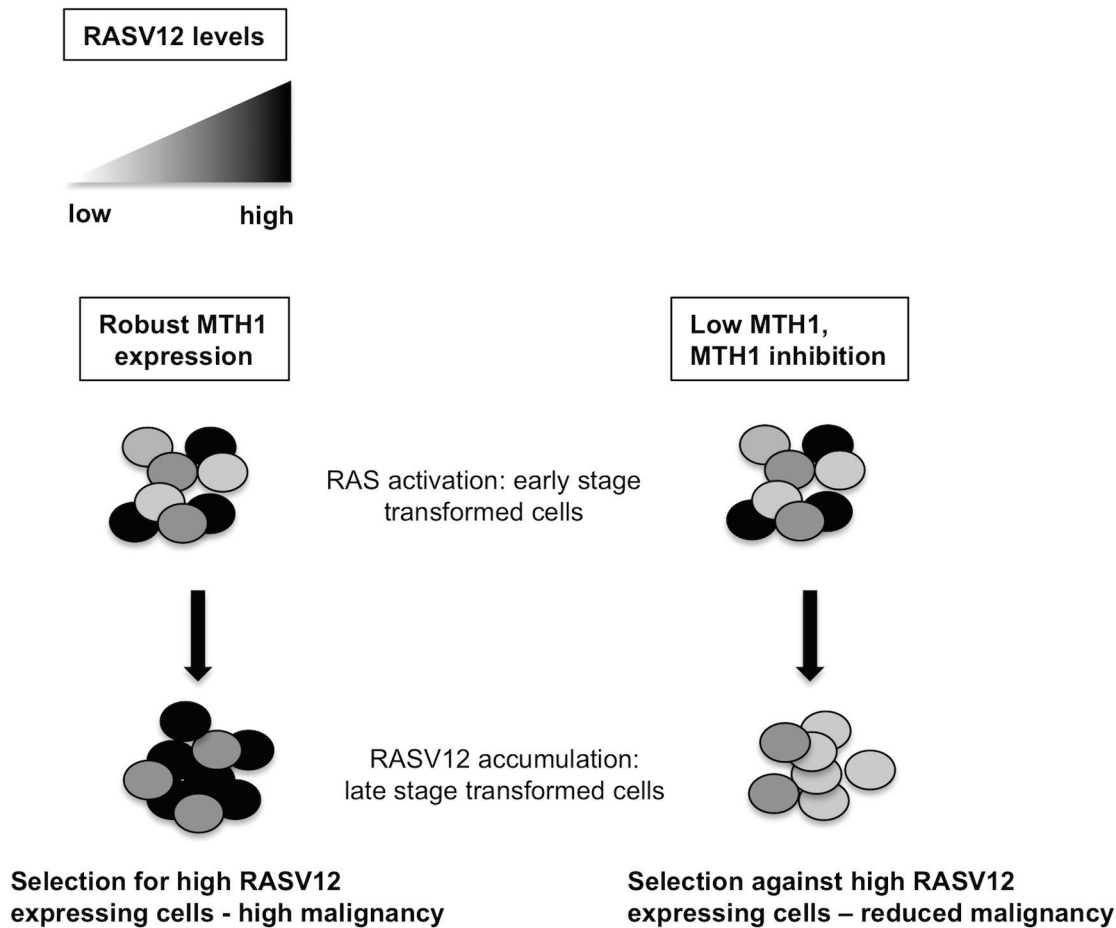 RASV12 levels
low
high
Robust MTH1
expression
Low MTH1,
MTH1 inhibition
RAS activation: early stage
transformed cells
RASV12 accumulation:
late stage transformed cells
Selection for high RASV12
expressing cells - high malignancy
Selection against high RASV12
expressing cells – reduced malignancy